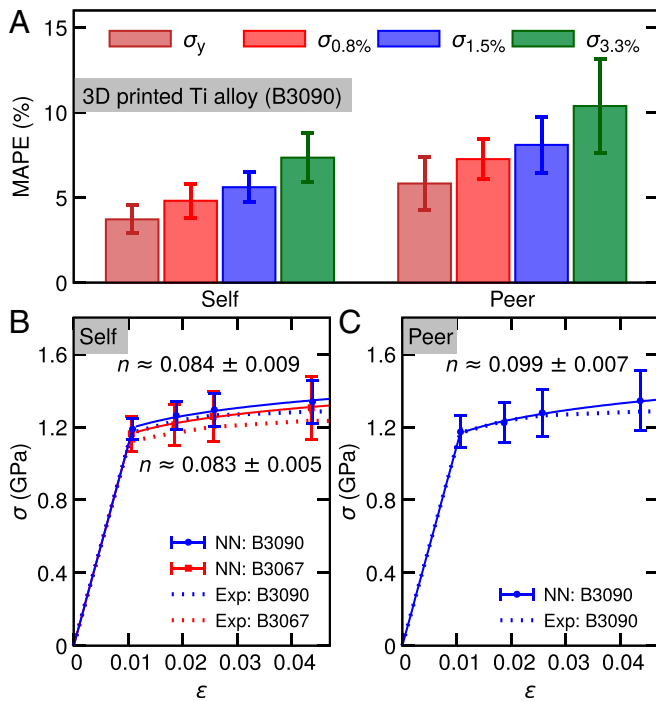 A
σy
σ0.8%
σ1.5%
σ3.3%
3D printed Ti alloy (B3090)
MAPE (%)
15
10
5
0
Self
Peer
B
Self
n ≈ 0.084 ± 0.009
n ≈ 0.083 ± 0.005
σ (GPa)
1.6
1.2
0.8
0.4
0
NN: B3090
NN: B3067
Exp: B3090
Exp: B3067
0 0.01 0.02 0.03 0.04
ε
C
Peer
n ≈ 0.099 ± 0.007
σ (GPa)
1.6
1.2
0.8
0.4
0
NN: B3090
Exp: B3090
0 0.01 0.02 0.03 0.04
ε